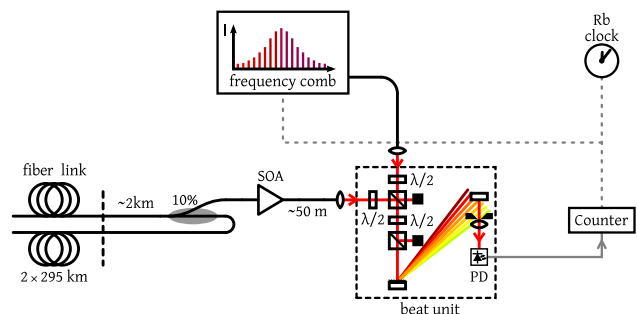 I
frequency comb
Rb
clock
fiber link
~2km
10%
SOA
~50 m
2 × 295 km
λ/2
λ/2
λ/2
PD
Counter
beat unit